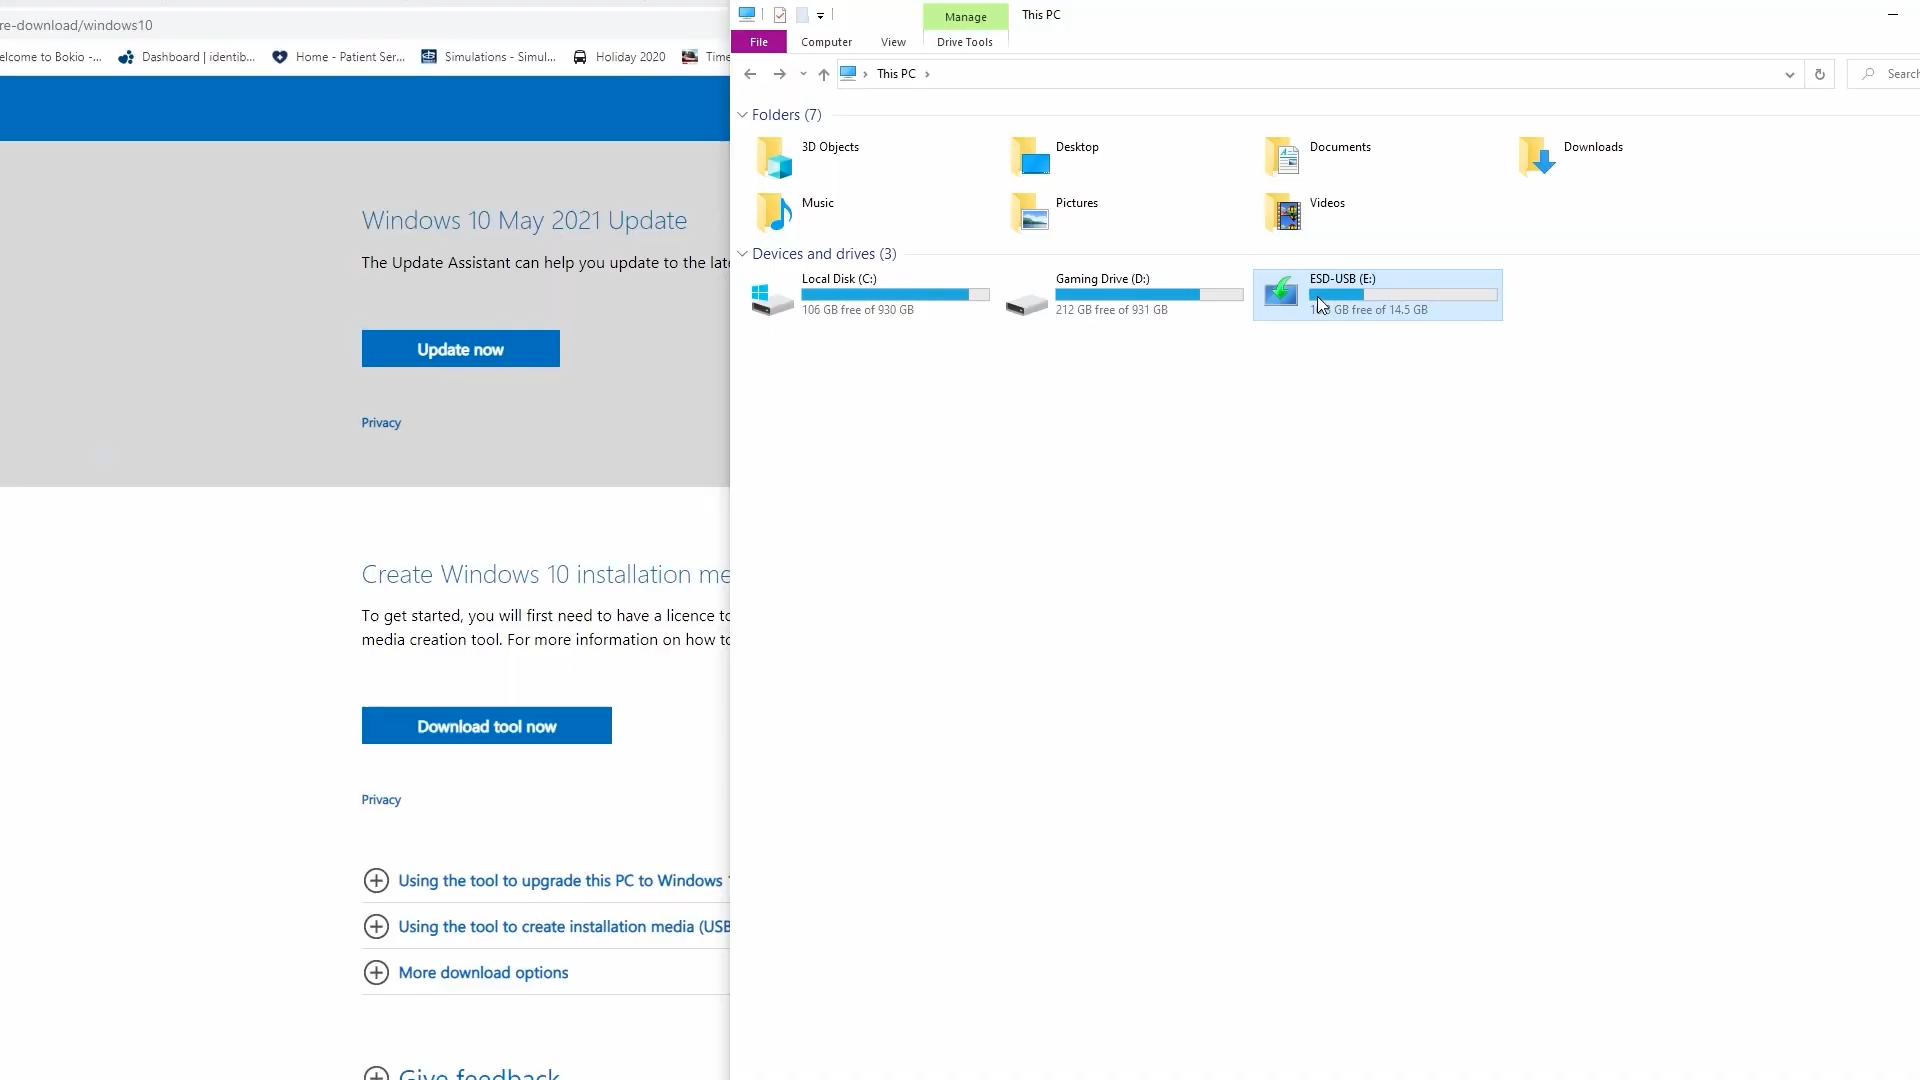 re-download/windows10
elcome to Bokio -...
Dashboard | identib...
Home - Patient Ser...
Simulations - Simul...
Holiday 2020
Time
Windows 10 May 2021 Update
The Update Assistant can help you update to the late
Update now
Privacy
Create Windows 10 installation me
To get started, you will first need to have a licence to
media creation tool. For more information on how to
Download tool now
Privacy
Using the tool to upgrade this PC to Windows
Using the tool to create installation media (USB
More download options
Give feedback
Manage
This PC
File
Computer
View
Drive Tools
This PC
Search
Folders (7)
3D Objects
Desktop
Documents
Downloads
Music
Pictures
Videos
Devices and drives (3)
Local Disk (C:)
106 GB free of 930 GB
Gaming Drive (D:)
212 GB free of 931 GB
ESD-USB (E:)
GB free of 14.5 GB